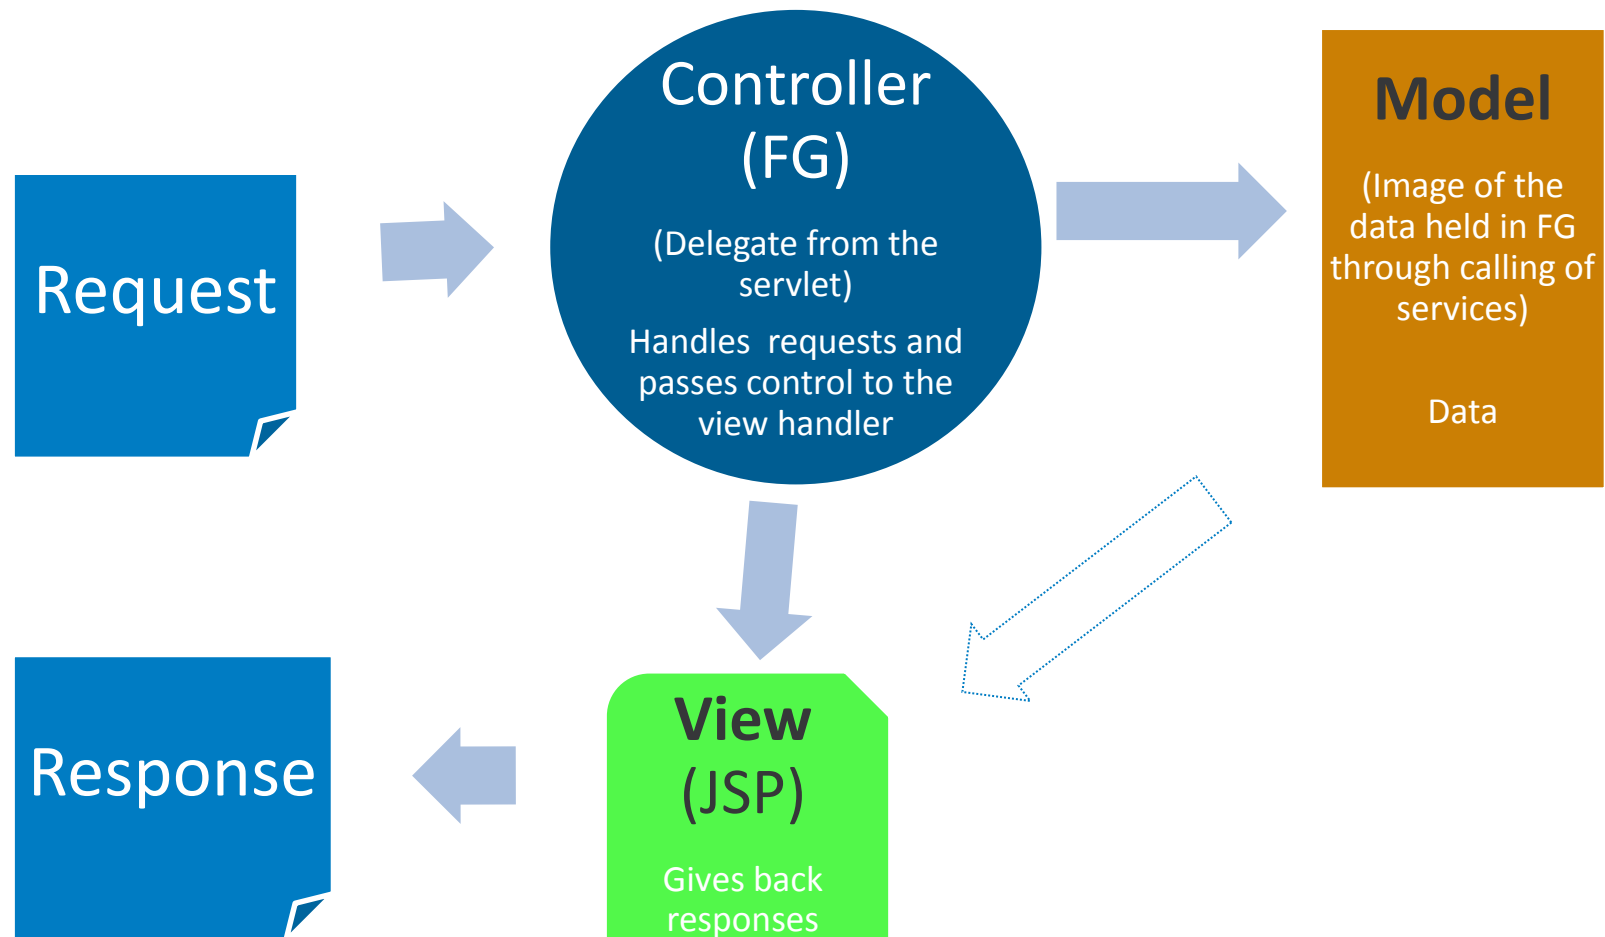 Request
Controller
(FG)
(Delegate from the
servlet)
Handles  requests and
passes control to the
view handler
Model
(Image of the
data held in FG
through calling of
services)
Data
Response
View
(JSP)
Gives back
responses